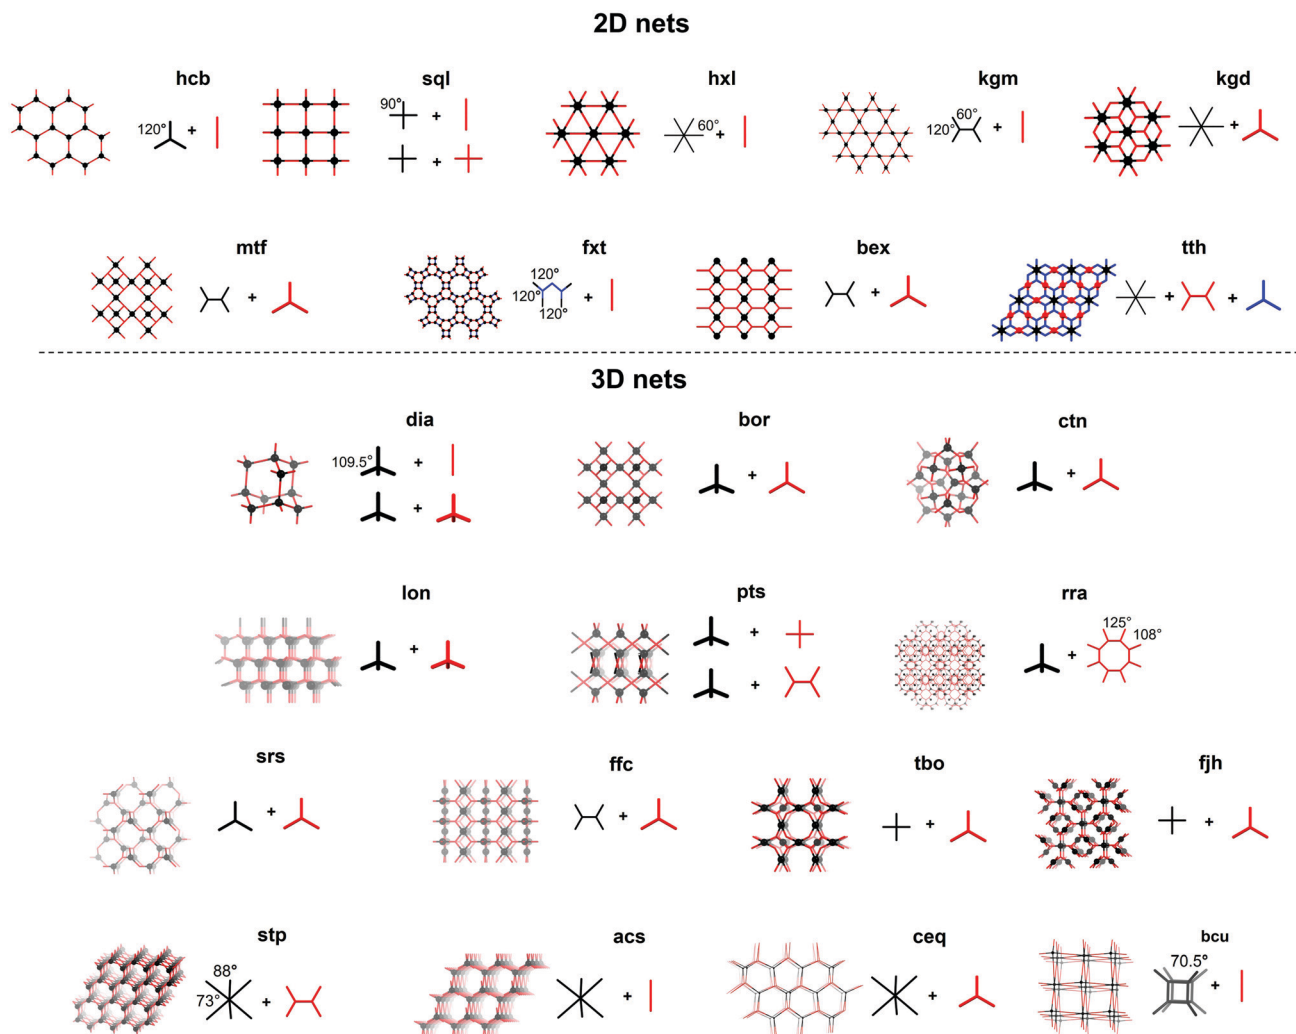 2D nets
hcb
120°
+
sql
90°
+
+
hxl
60°
+
kgm
60°
120°
+
kgd
+
mtf
+
fxt
120°
120°
120°
+
bex
+
tth
+
+
3D nets
dia
109.5°
+
+
bor
+
ctn
+
lon
+
pts
+
+
rra
125°
108°
+
srs
+
ffc
+
tbo
+
fjh
+
stp
88°
73°
+
acs
+
ceq
+
bcu
70.5°
+